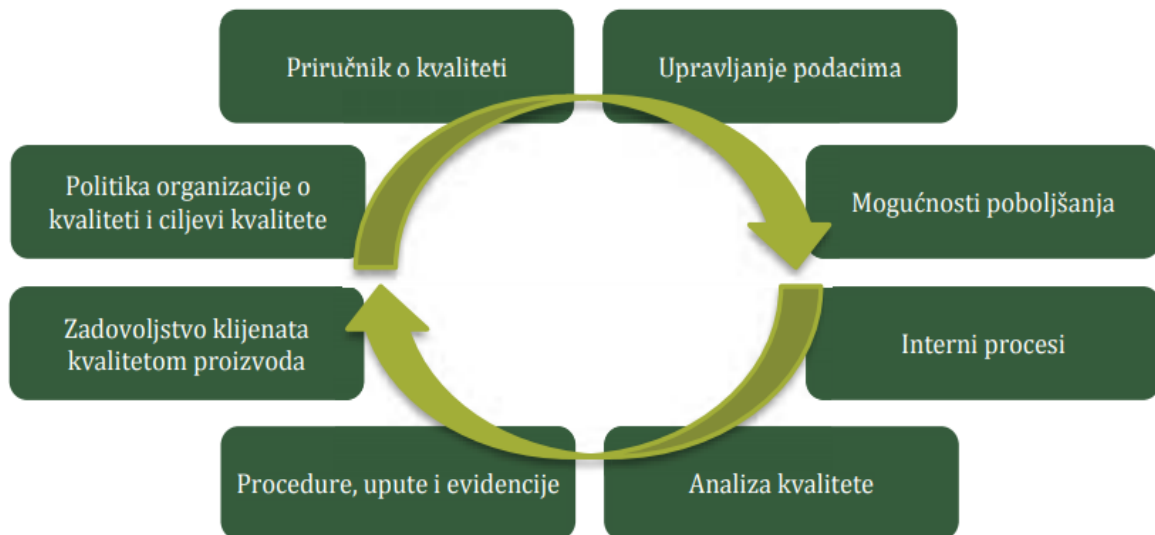 Priručnik o kvaliteti
Upravljanje podacima
Politika organizacije o
kvaliteti i ciljevi kvalitete
Mogućnosti poboljšanja
Zadovoljstvo klijenata
kvalitetom proizvoda
Interni procesi
Procedure, upute i evidencije
Analiza kvalitete